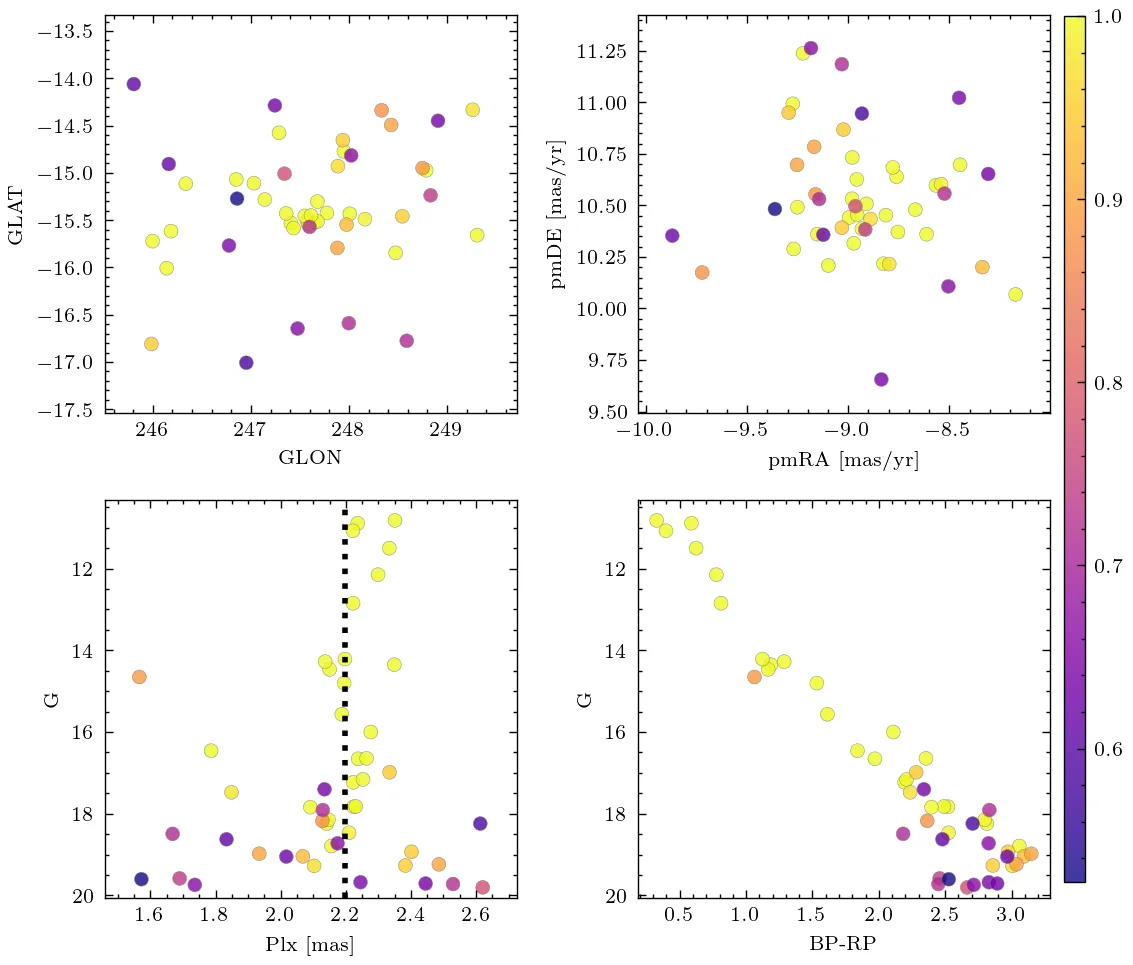 −13.5
−14.0
−14.5
−15.0
−15.5
−16.0
−16.5
−17.0
−17.5
GLAT
246 247 248 249
GLON
11.25
11.00
10.75
10.50
10.25
10.00
9.75
9.50
pmDE [mas/yr]
−10.0 −9.5 −9.0 −8.5
pmRA [mas/yr]
1.0
0.9
0.8
0.7
0.6
12
14
16
18
20
G
1.6 1.8 2.0 2.2 2.4 2.6
Plx [mas]
12
14
16
18
20
G
0.5 1.0 1.5 2.0 2.5 3.0
BP-RP